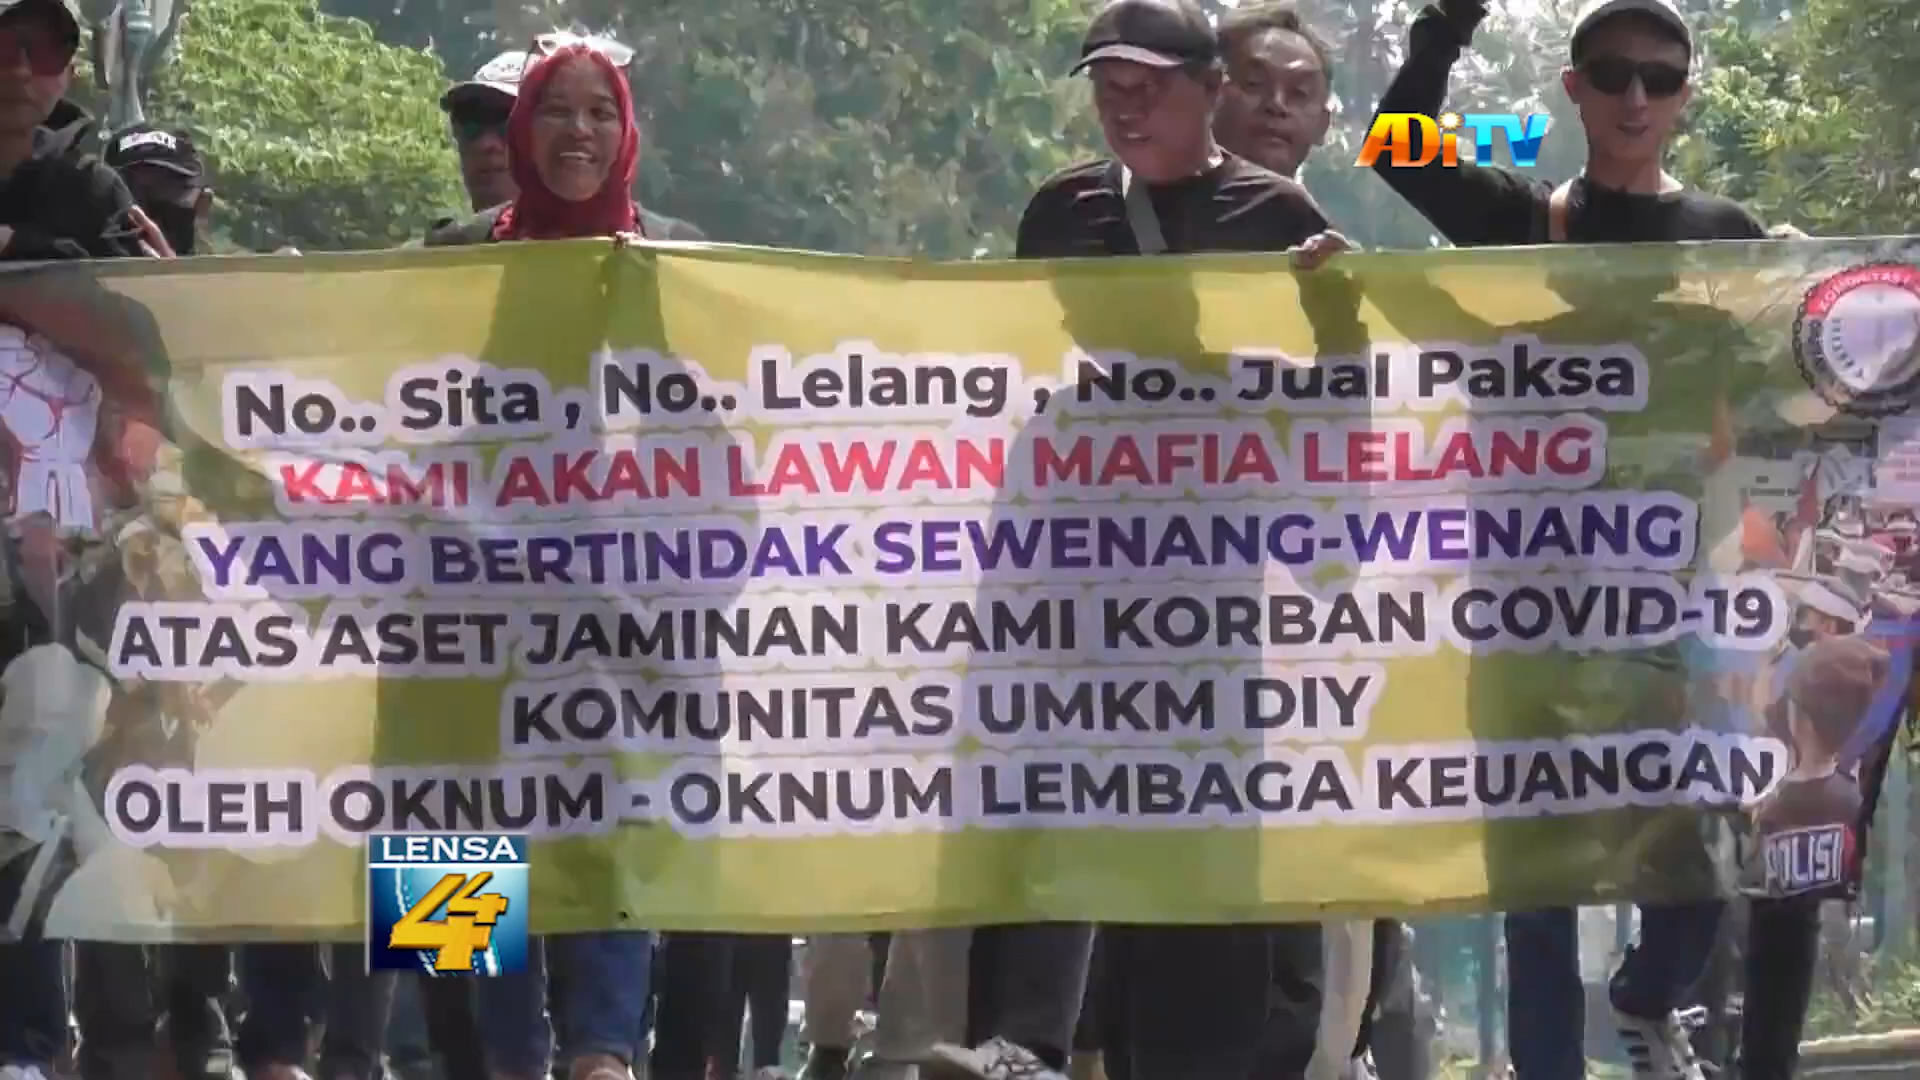 ADiTV
No.. Sita , No.. Lelang , No.. Jual Paksa
KAMI AKAN LAWAN MAFIA LELANG
YANG BERTINDAK SEWENANG-WENANG
ATAS ASET JAMINAN KAMI KORBAN COVID-19
KOMUNITAS UMKM DIY
OLEH OKNUM - OKNUM LEMBAGA KEUANGAN
POLISI
LENSA
44